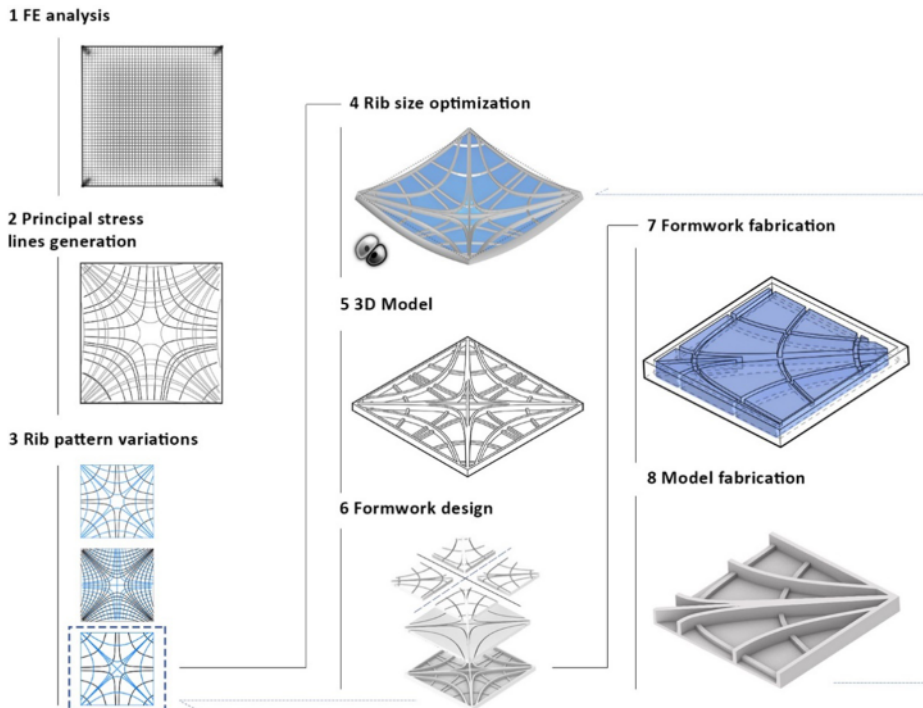 1 FE analysis
2 Principal stress
lines generation
3 Rib pattern variations
4 Rib size optimization
5 3D Model
6 Formwork design
7 Formwork fabrication
8 Model fabrication